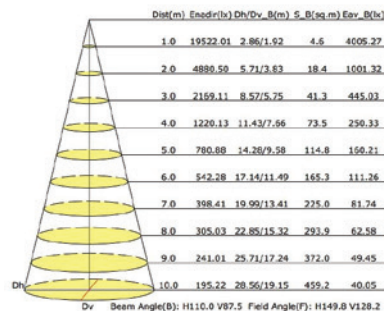 Dist(m) Enadir(lx) Dh/Dv_B(m) S_B(sq.m) Eav_B(lx)
1.0 19522.01 2.86/1.92 4.6 4005.27
2.0 4880.50 5.71/3.83 18.4 1001.32
3.0 2169.11 8.57/5.75 41.3 445.03
4.0 1220.13 11.43/7.66 73.5 250.33
5.0 780.88 14.28/9.58 114.8 160.21
6.0 542.28 17.14/11.49 165.3 111.26
7.0 398.41 19.99/13.41 225.0 81.74
8.0 305.03 22.85/15.32 293.9 62.58
9.0 241.01 25.71/17.24 372.0 49.45
Dh 10.0 195.22 28.56/19.15 459.2 40.05
Dv Beam Angle(B): H110.0 V87.5 Field Angle(F): H149.8 V128.2